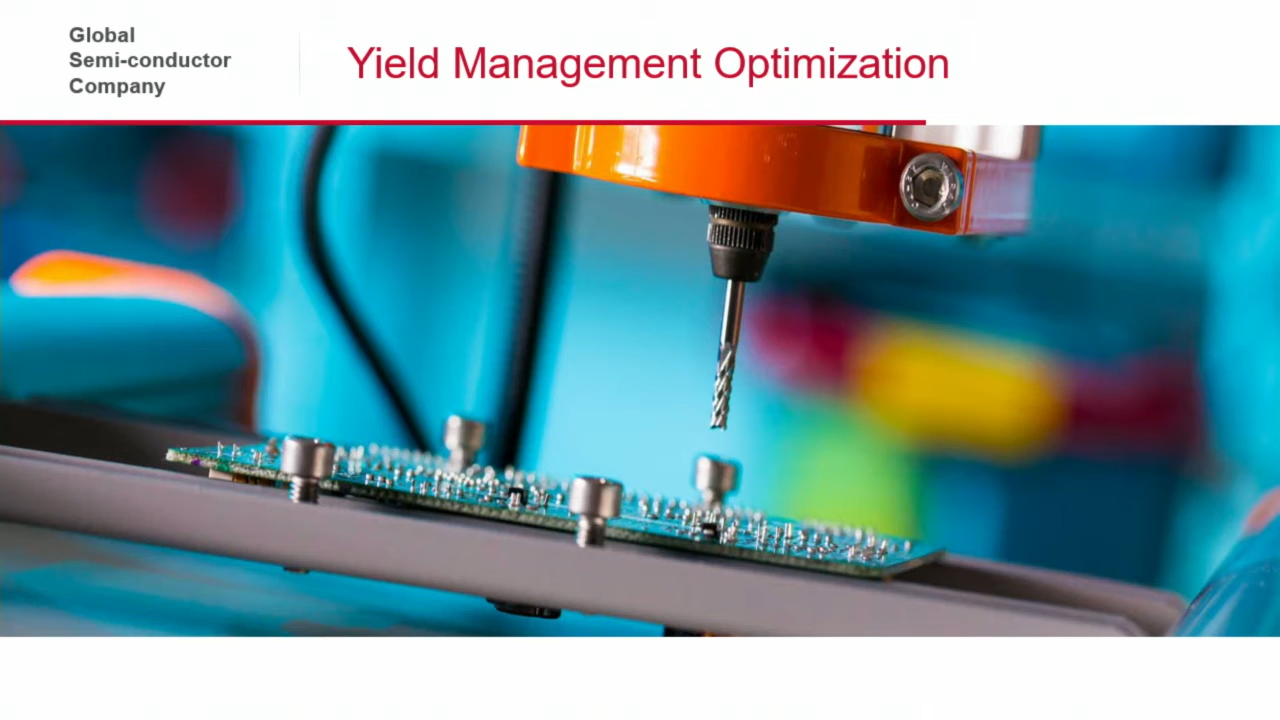 Global
Semi-conductor
Company
Yield Management Optimization